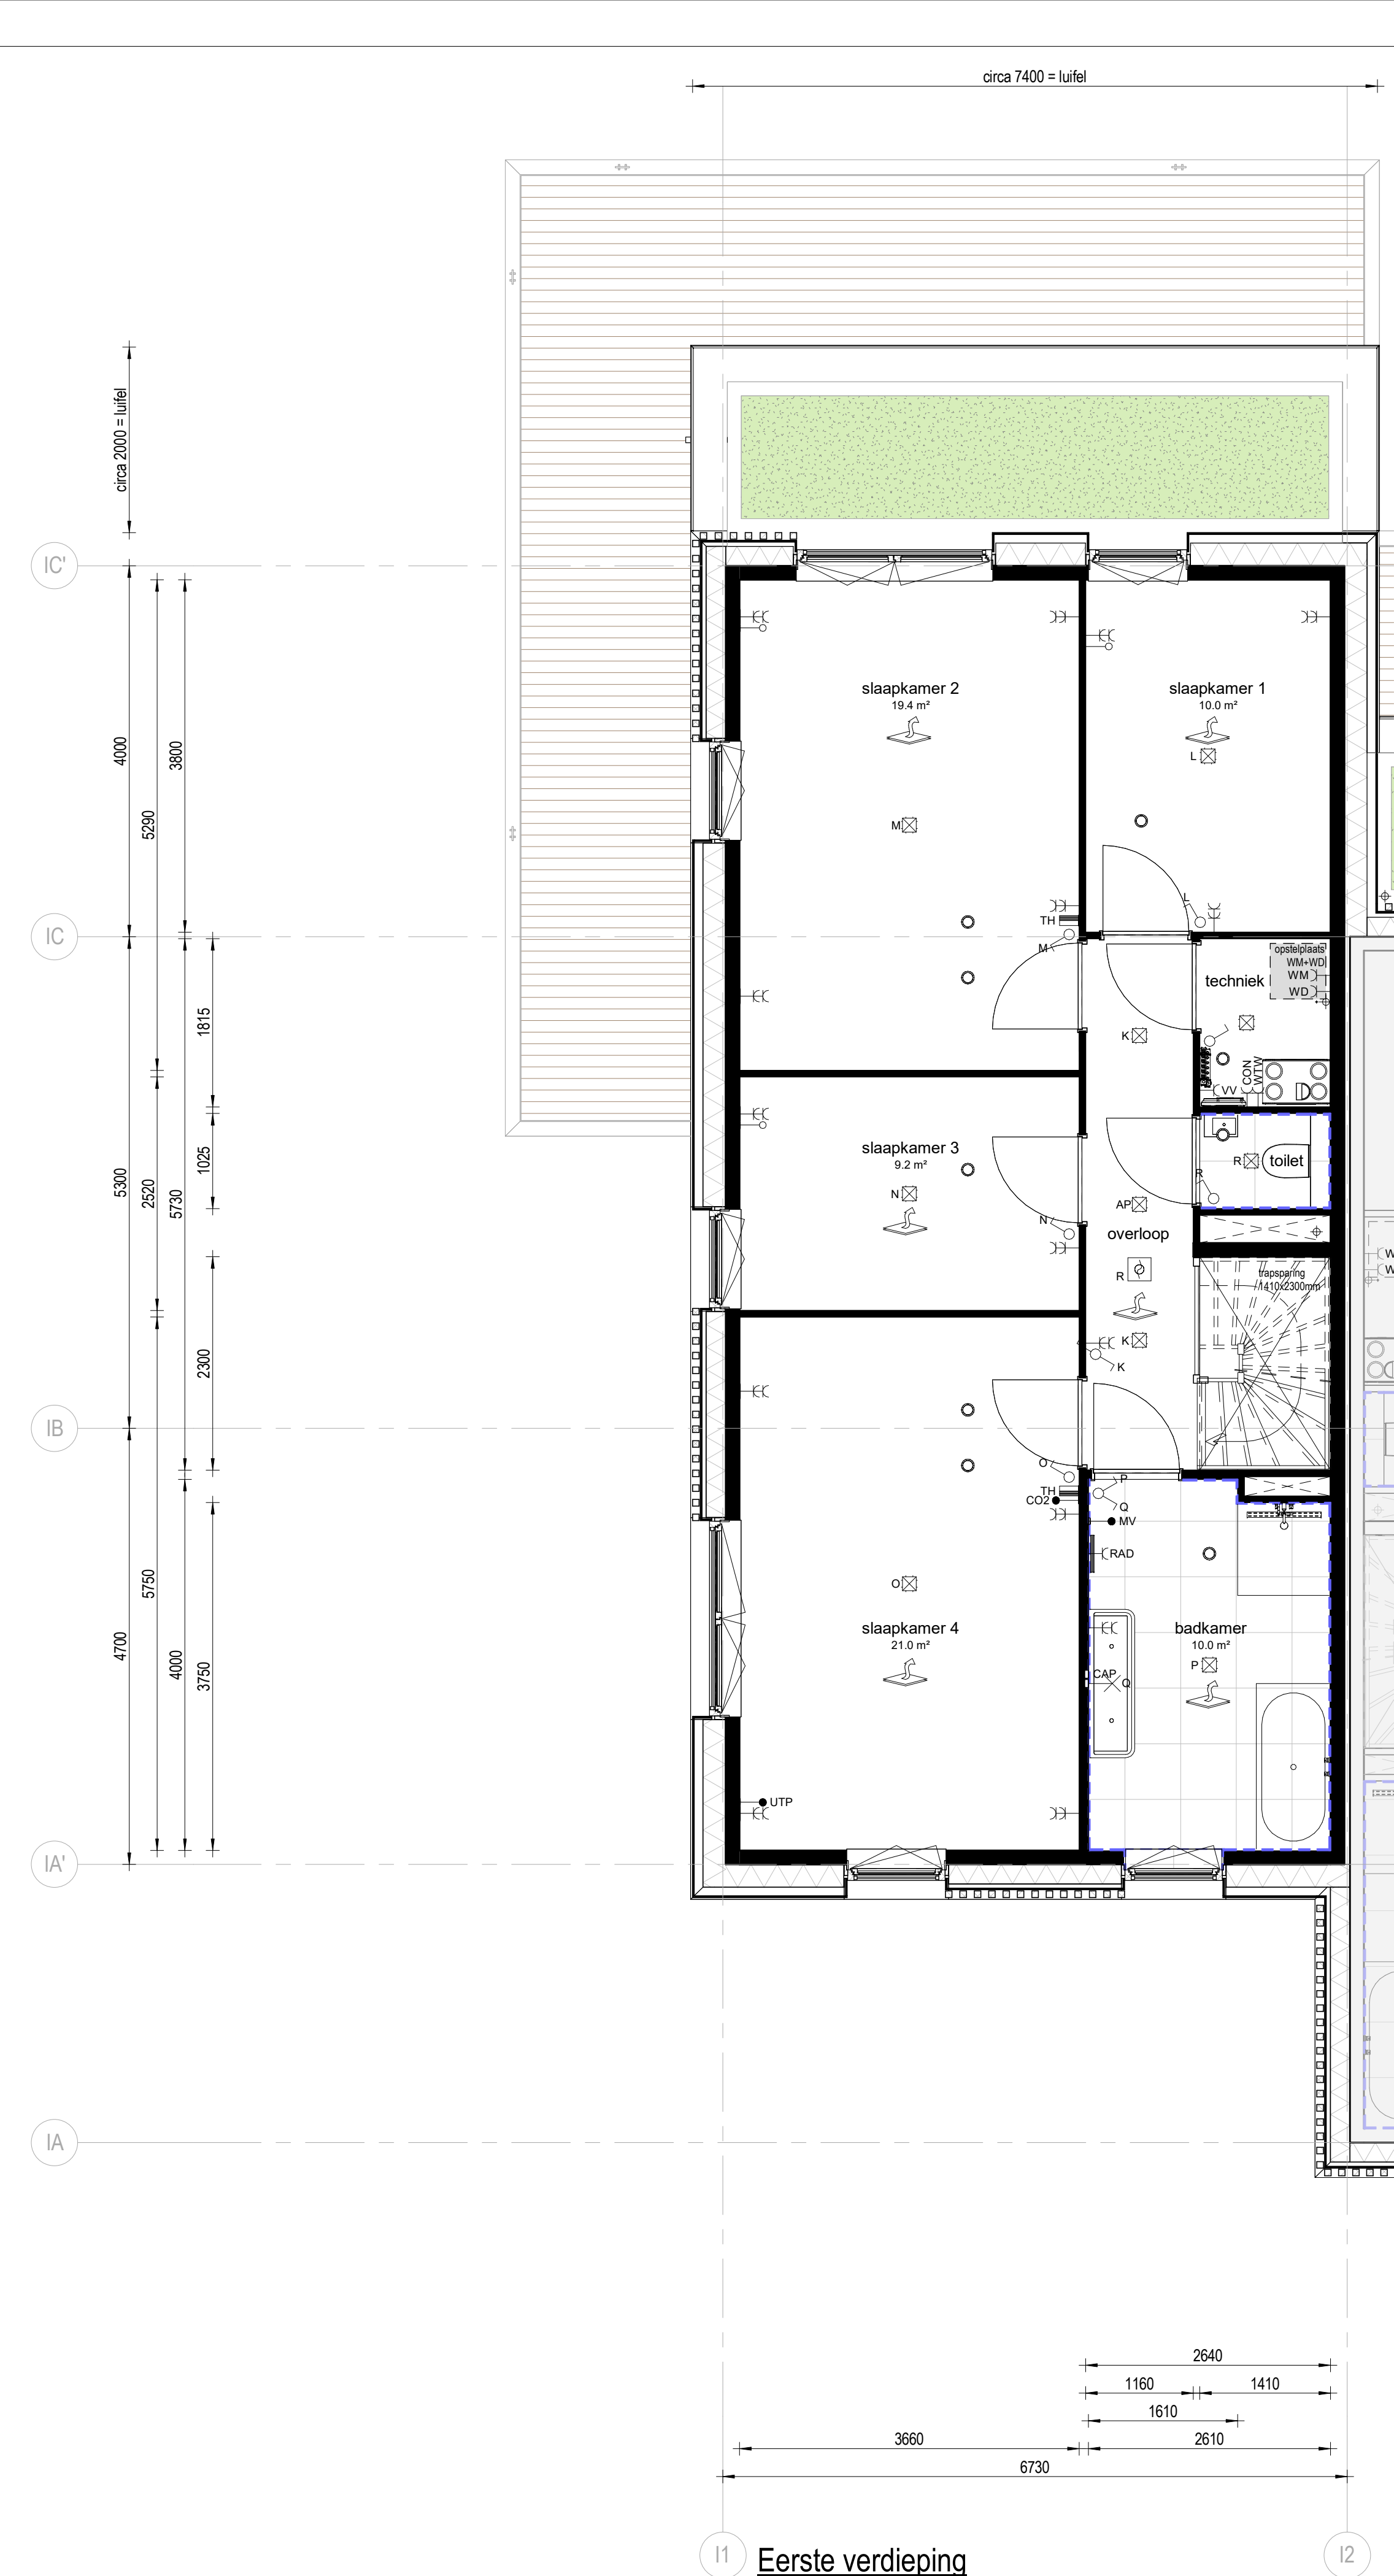 circa 7400 = luifel
circa 2000 = luifel
IC'
IC
IB
IA'
IA
4000
5300
4700
5290
2520
5750
3800
5730
4000
1815
1025
2300
3750
slaapkamer 2
19.4 m²
M
TH
M
slaapkamer 1
10.0 m²
L
L
opstelplaats
WM+WD
WM
WD
techniek
K
CON
WTW
VV
slaapkamer 3
9.2 m²
N
N
R
toilet
R
AP
overloop
R
K
K
trapsparing
1410x2300mm
W
W
O
TH
CO2
O
slaapkamer 4
21.0 m²
UTP
P
Q
MV
RAD
badkamer
10.0 m²
P
CAP
Q
2640
1160
1410
1610
3660
2610
6730
I1
I2
Eerste verdieping